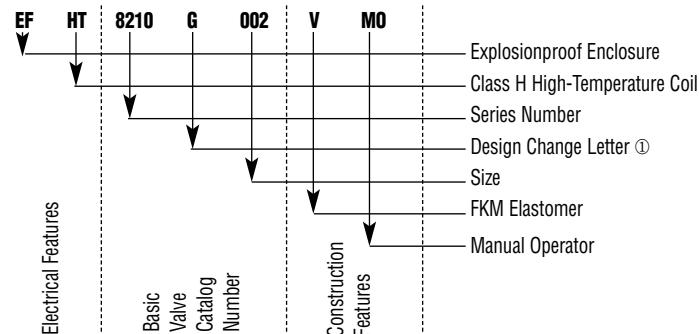 EF HT 8210 G 002 V MO
Explosionproof Enclosure
Class H High-Temperature Coil
Series Number
Design Change Letter ①
Size
FKM Elastomer
Manual Operator
Electrical Features
Basic
Valve
Catalog
Number
Construction
Features